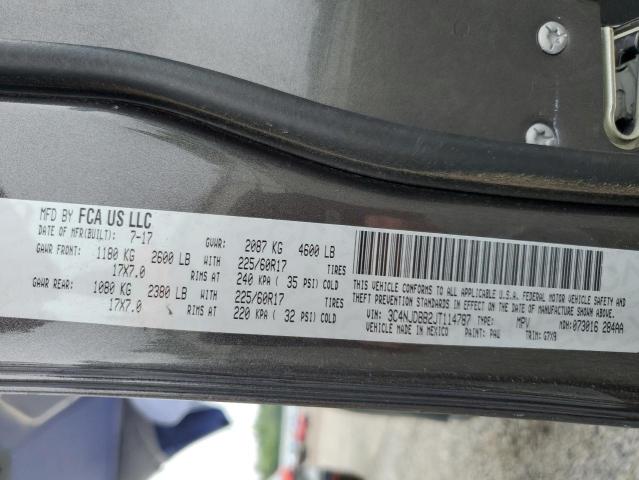 MFD BY FCA US LLC
DATE OF MFR(BUILT): 7-17 GVWR: 2087 KG 4600 LB
GAWR FRONT: 1180 KG 2600 LB WITH 225/60R17 TIRES
17X7.0 RIMS AT 240 KPA ( 35 PSI) COLD
GAWR REAR: 1080 KG 2380 LB WITH 225/60R17 TIRES
17X7.0 RIMS AT 220 KPA ( 32 PSI) COLD
THIS VEHICLE CONFORMS TO ALL APPLICABLE U.S.A. FEDERAL MOTOR VEHICLE SAFETY AND
THEFT PREVENTION STANDARDS IN EFFECT ON THE DATE OF MANUFACTURE SHOWN ABOVE.
VIN: 3C4NJDBB2JT114787 TYPE: MPV MDH:073016 284AA
MADE IN MEXICO PAINT: PAU TRIM: G7X9